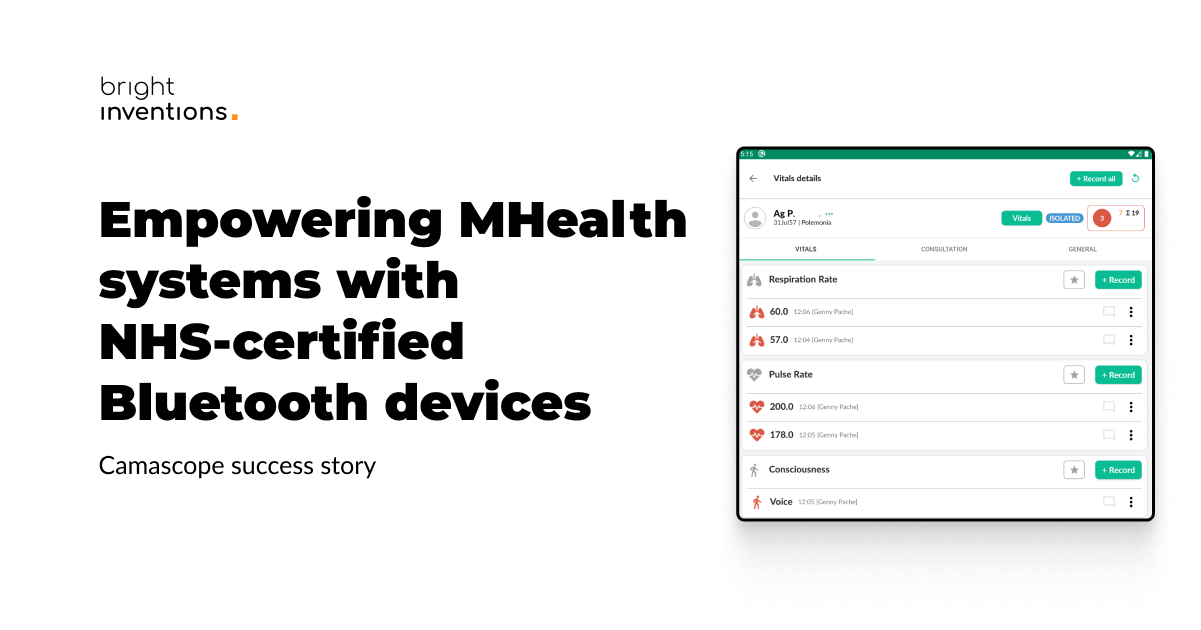 bright
inventions.
Empowering MHealth
systems with
NHS-certified
Bluetooth devices
Camascope success story
5:15
Vitals details
+ Record all
Ag P.
31Jul57 | Polemonia
Vitals
ISOLATED
3
7 Σ 19
VITALS CONSULTATION GENERAL
Respiration Rate
+ Record
60.0 12:06 [Genny Pache]
57.0 12:04 [Genny Pache]
Pulse Rate
+ Record
200.0 12:06 [Genny Pache]
178.0 12:05 [Genny Pache]
Consciousness
+ Record
Voice 12:05 [Genny Pache]